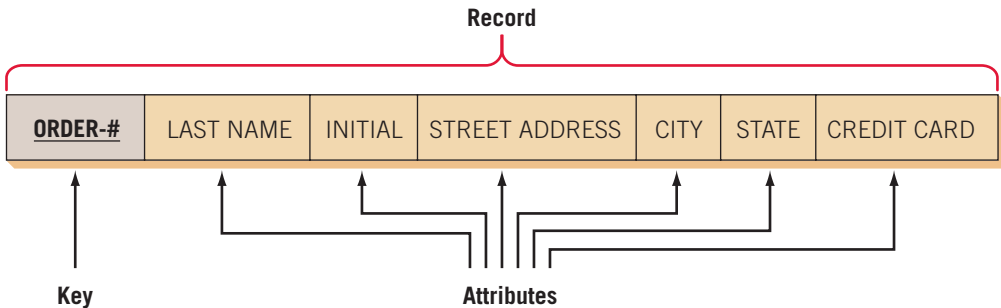 Record
ORDER-# LAST NAME INITIAL STREET ADDRESS CITY STATE CREDIT CARD
Key Attributes